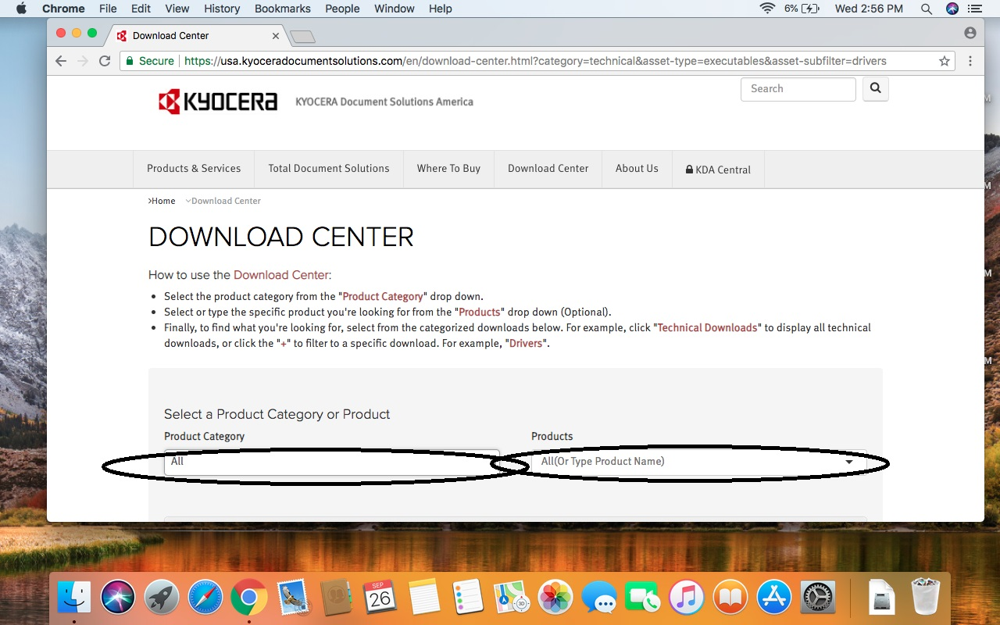 Chrome File Edit View History Bookmarks People Window Help 6% Wed 2:56 PM
Download Center
Secure https://usa.kyoceradocumentsolutions.com/en/download-center.html?category=technical&asset-type=executables&asset-subfilter=drivers
KYOCERA KYOCERA Document Solutions America Search
Products & Services Total Document Solutions Where To Buy Download Center About Us KDA Central
>Home Download Center
DOWNLOAD CENTER
How to use the Download Center:
• Select the product category from the "Product Category" drop down.
• Select or type the specific product you're looking for from the "Products" drop down (Optional).
• Finally, to find what you're looking for, select from the categorized downloads below. For example, click "Technical Downloads" to display all technical
downloads, or click the "+" to filter to a specific download. For example, "Drivers".
Select a Product Category or Product
Product Category Products
All All(Or Type Product Name)
M
M
M
M
SEP
26
3D